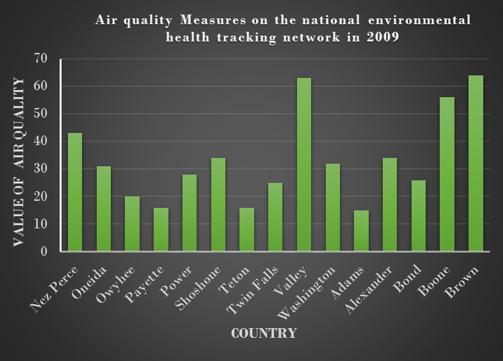 Air quality Measures on the national environmental
health tracking network in 2009
VALUE OF AIR QUALITY
70
60
50
40
30
20
10
0
Nez Perce
Oneida
Owyhee
Payette
Power
Shoshone
Teton
Twin Falls
Valley
Washington
Adams
Alexander
Bond
Boone
Brown
COUNTRY